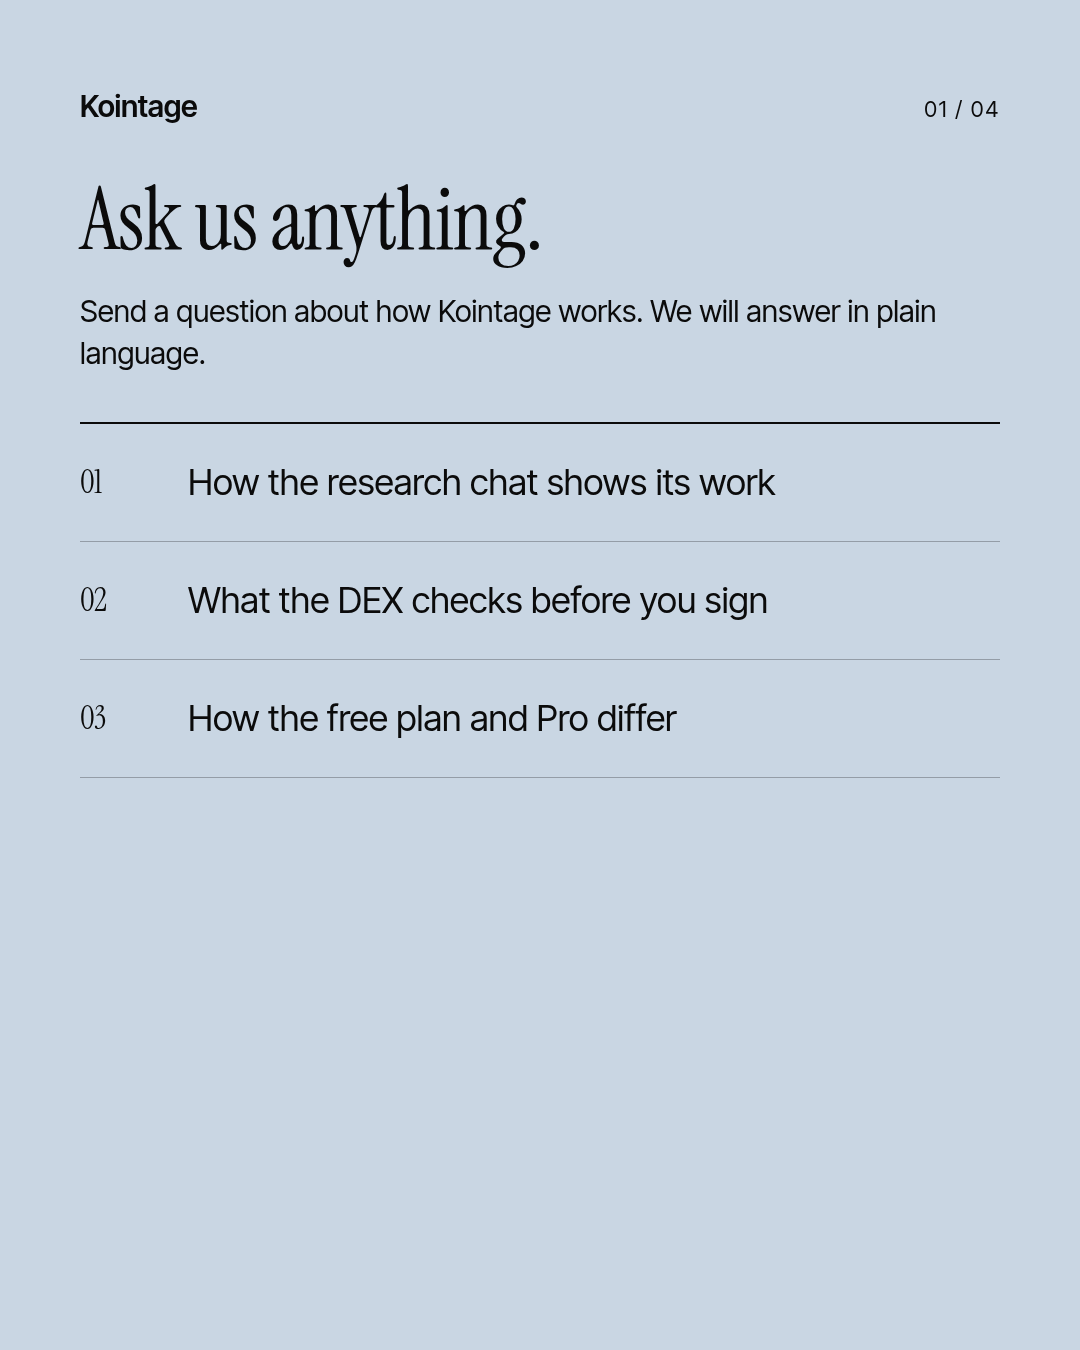 Kointage
01 / 04
Ask us anything.
Send a question about how Kointage works. We will answer in plain
language.
01 How the research chat shows its work
02 What the DEX checks before you sign
03 How the free plan and Pro differ